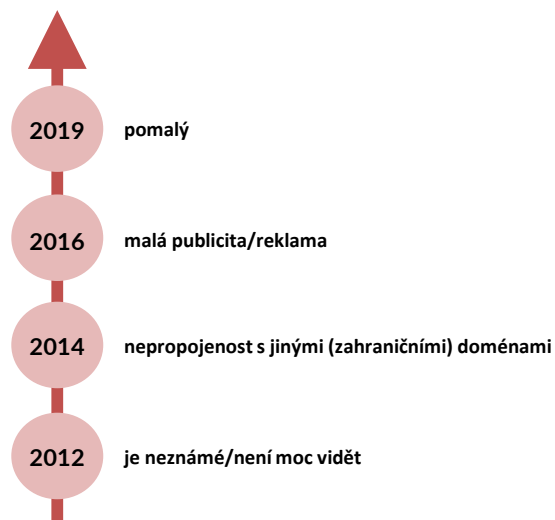 2019 pomalý
2016 malá publicita/reklama
2014 nepropojenost s jinými (zahraničními) doménami
2012 je neznámé/není moc vidět